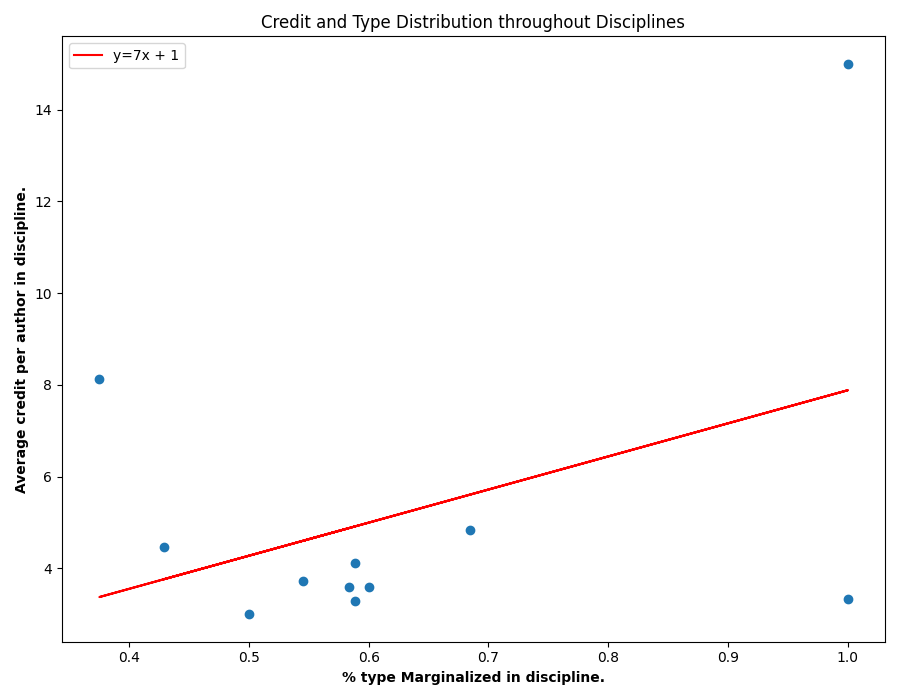 Credit and Type Distribution throughout Disciplines
y=7x + 1
14
12
10
8
6
4
Average credit per author in discipline.
0.4 0.5 0.6 0.7 0.8 0.9 1.0
% type Marginalized in discipline.